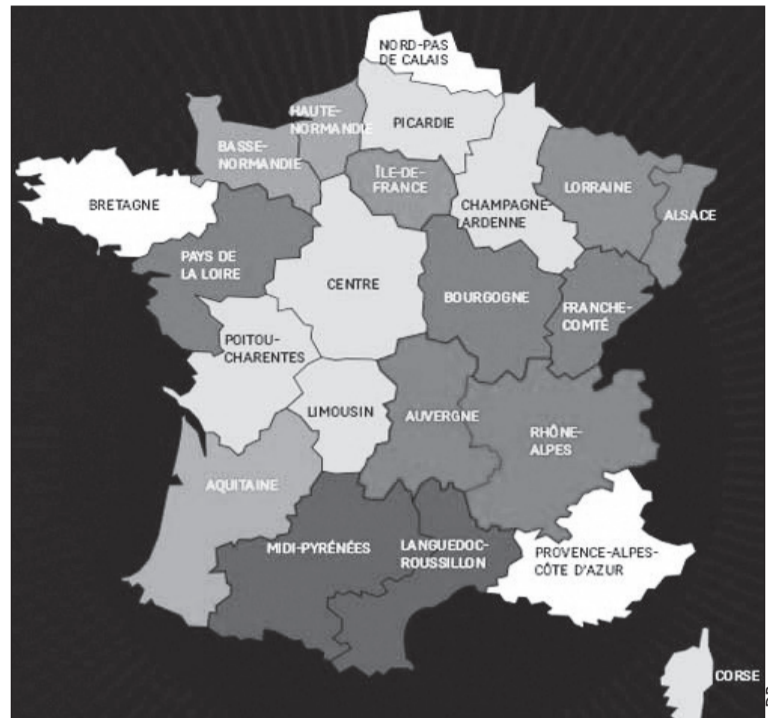 NORD-PAS
DE CALAIS
HAUTE-
NORMANDIE
PICARDIE
BASSE-
NORMANDIE
ÎLE-DE-
FRANCE
LORRAINE
BRETAGNE
CHAMPAGNE-
ARDENNE
ALSACE
PAYS DE
LA LOIRE
CENTRE
BOURGOGNE
FRANCHE-
COMTÉ
POITOU-
CHARENTES
LIMOUSIN
AUVERGNE
RHÔNE-
ALPES
AQUITAINE
MIDI-PYRÉNÉES
LANGUEDOC-
ROUSSILLON
PROVENCE-ALPES-
CÔTE D'AZUR
CORSE